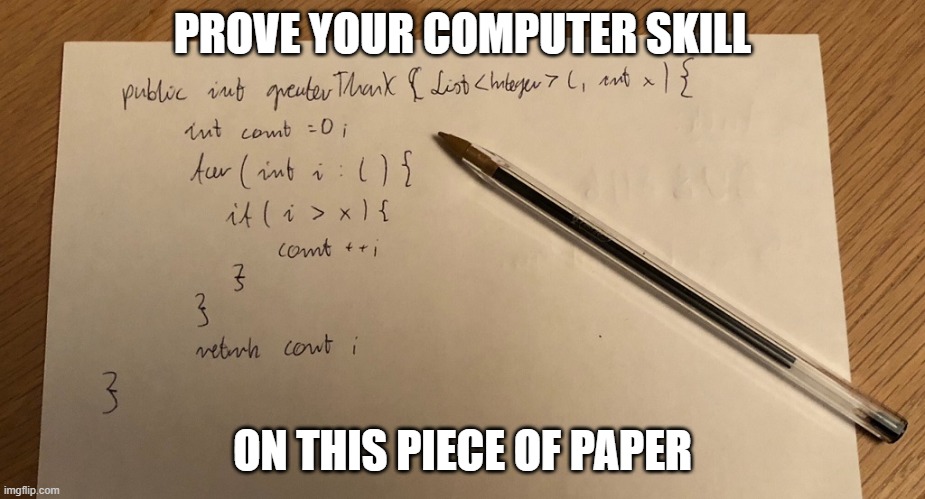 PROVE YOUR COMPUTER SKILL
public int greaterThanX ( List<Integer> l, int x ) {
int count = 0;
for ( int i : l ) {
if ( i > x ) {
count ++;
}
}
return count ;
}
ON THIS PIECE OF PAPER
imgflip.com